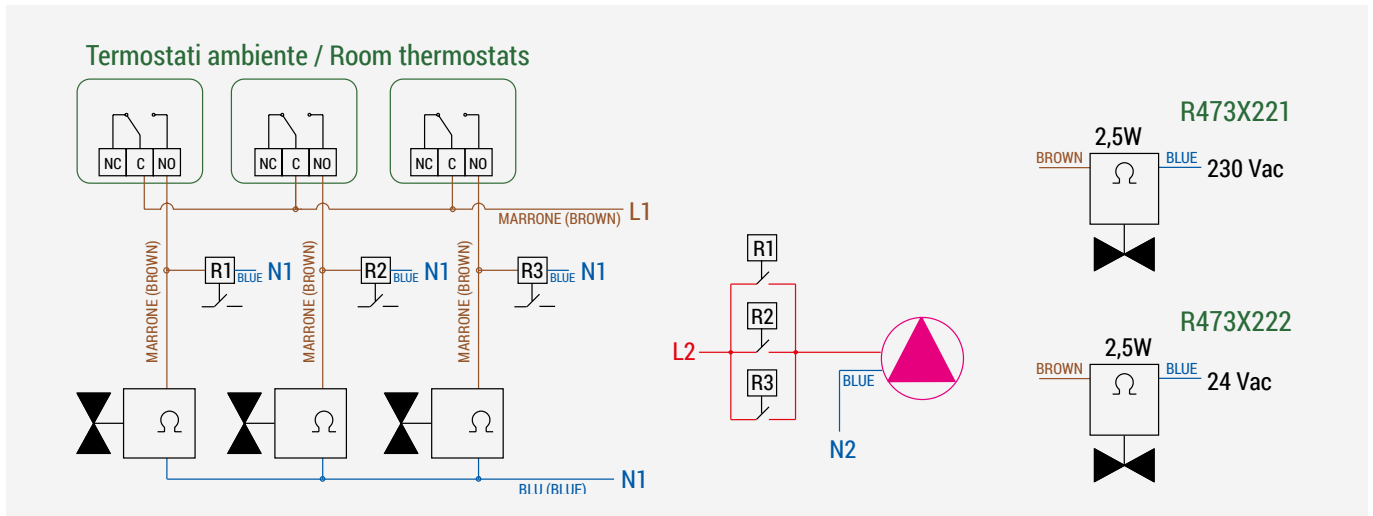 Termostati ambiente / Room thermostats
NC C NO
NC C NO
NC C NO
MARRONE (BROWN) L1
MARRONE (BROWN)
R1 BLUE N1
MARRONE (BROWN)
R2 BLUE N1
MARRONE (BROWN)
R3 BLUE N1
Ω
Ω
Ω
BLU (BLUE) N1
R1
R2
L2
R3
BLUE
N2
R473X221
2,5W
BROWN
BLUE
230 Vac
Ω
R473X222
2,5W
BROWN
BLUE
24 Vac
Ω